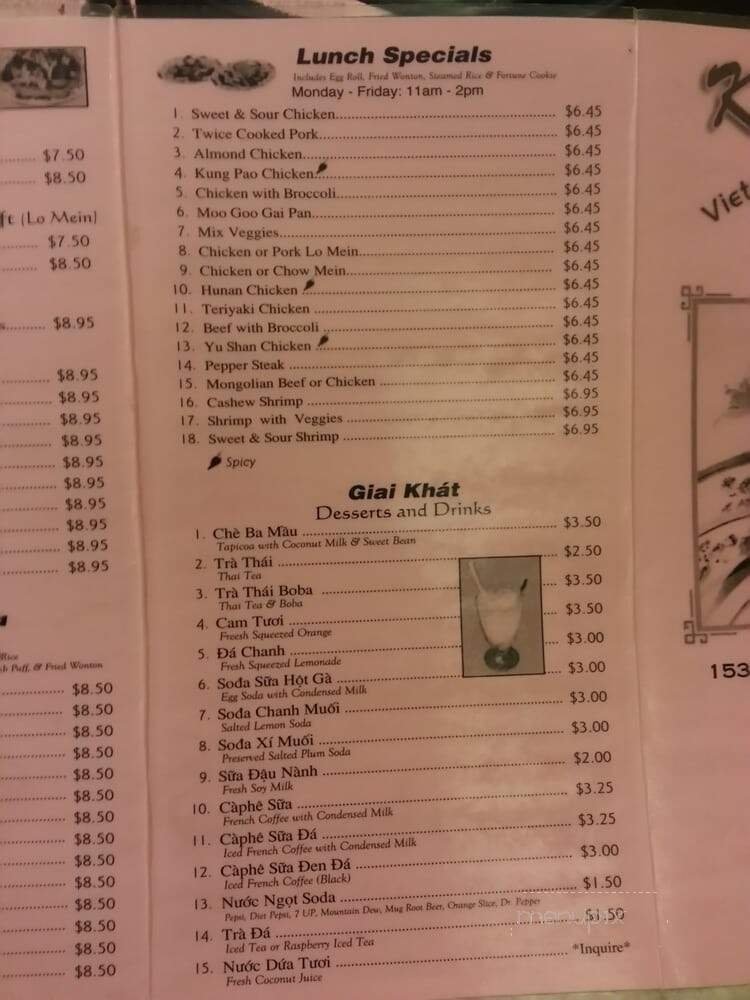 Lunch Specials
Includes Egg Roll, Fried Wonton, Steamed Rice & Fortune Cookie
Monday - Friday: 11am - 2pm
1. Sweet & Sour Chicken $6.45
2. Twice Cooked Pork $6.45
3. Almond Chicken $6.45
4. Kung Pao Chicken $6.45
5. Chicken with Broccoli $6.45
6. Moo Goo Gai Pan $6.45
7. Mix Veggies $6.45
8. Chicken or Pork Lo Mein $6.45
9. Chicken or Chow Mein $6.45
10. Hunan Chicken $6.45
11. Teriyaki Chicken $6.45
12. Beef with Broccoli $6.45
13. Yu Shan Chicken $6.45
14. Pepper Steak $6.45
15. Mongolian Beef or Chicken $6.45
16. Cashew Shrimp $6.95
17. Shrimp with Veggies $6.95
18. Sweet & Sour Shrimp $6.95
Spicy
Giai Khát
Desserts and Drinks
1. Chè Ba Mầu $3.50
Tapicoa with Coconut Milk & Sweet Bean
2. Trà Thái $2.50
Thai Tea
3. Trà Thái Boba $3.50
Thai Tea & Boba
4. Cam Tươi $3.50
Freesh Squeezed Orange
5. Đá Chanh $3.00
Fresh Squeezed Lemonade
6. Sođa Sữa Hột Gà $3.00
Egg Soda with Condensed Milk
7. Sođa Chanh Muối $3.00
Salted Lemon Soda
8. Sođa Xí Muối $3.00
Preserved Salted Plum Soda
9. Sữa Đậu Nành $2.00
Fresh Soy Milk
10. Càphê Sữa $3.25
French Coffee with Condensed Milk
11. Càphê Sữa Đá $3.25
Iced French Coffee with Condensed Milk
12. Càphê Sữa Đen Đá $3.00
Iced French Coffee (Black)
13. Nước Ngọt Soda $1.50
Pepsi, Diet Pepsi, 7 UP, Mountain Dew, Mug Root Beer, Orange Slice, Dr. Pepper
14. Trà Đá $1.50
Iced Tea or Raspberry Iced Tea
15. Nước Dứa Tươi *Inquire*
Fresh Coconut Juice
$7.50
$8.50
(Lo Mein)
$7.50
$8.50
$8.95
$8.95
$8.95
$8.95
$8.95
$8.95
$8.95
$8.95
$8.95
$8.95
$8.95
Rice
Puff, & Fried Wonton
$8.50
$8.50
$8.50
$8.50
$8.50
$8.50
$8.50
$8.50
$8.50
$8.50
$8.50
$8.50
$8.50
$8.50
K
Viet
153